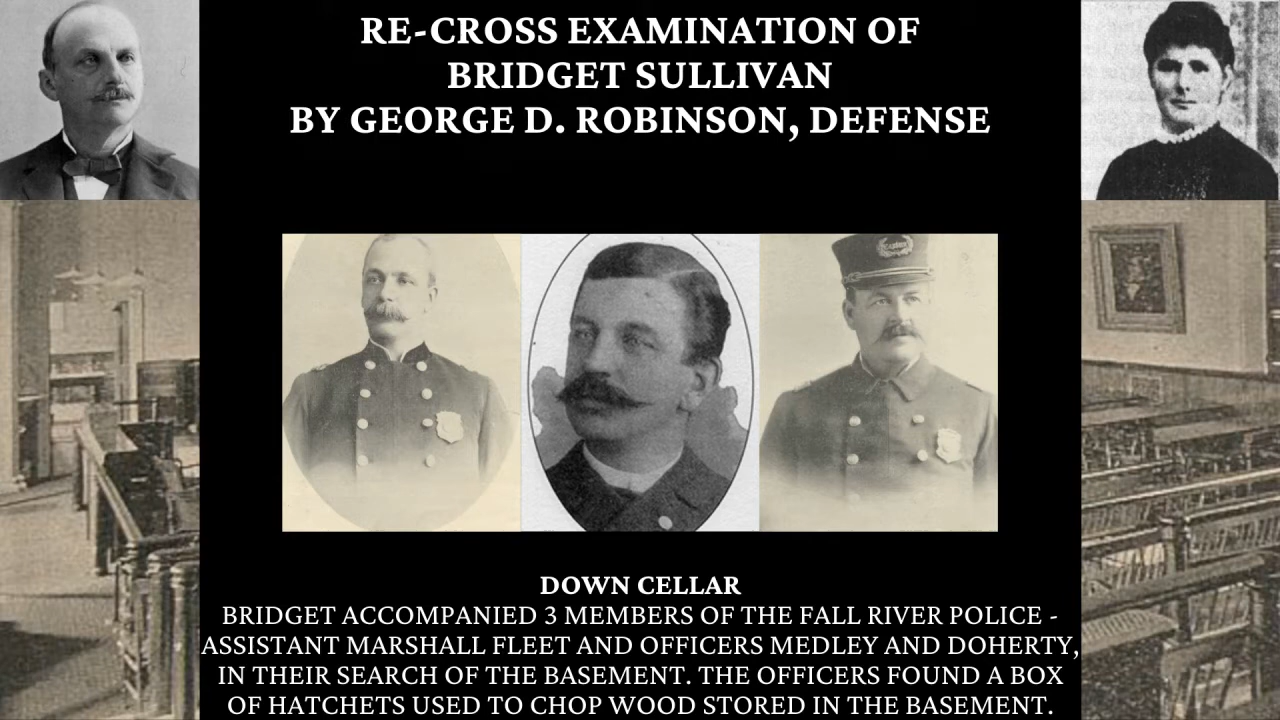 RE-CROSS EXAMINATION OF
BRIDGET SULLIVAN
BY GEORGE D. ROBINSON, DEFENSE
DOWN CELLAR
BRIDGET ACCOMPANIED 3 MEMBERS OF THE FALL RIVER POLICE -
ASSISTANT MARSHALL FLEET AND OFFICERS MEDLEY AND DOHERTY,
IN THEIR SEARCH OF THE BASEMENT. THE OFFICERS FOUND A BOX
OF HATCHETS USED TO CHOP WOOD STORED IN THE BASEMENT.